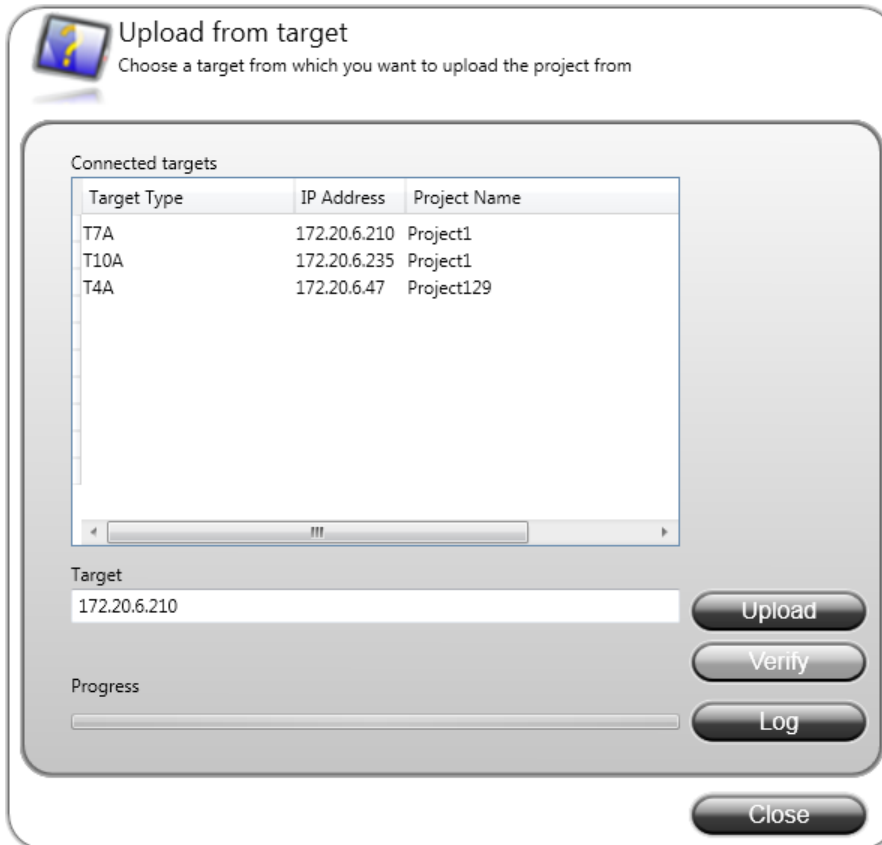 Upload from target
Choose a target from which you want to upload the project from
Connected targets
Target Type IP Address Project Name
T7A 172.20.6.210 Project1
T10A 172.20.6.235 Project1
T4A 172.20.6.47 Project129
Target
172.20.6.210
Upload
Verify
Progress
Log
Close